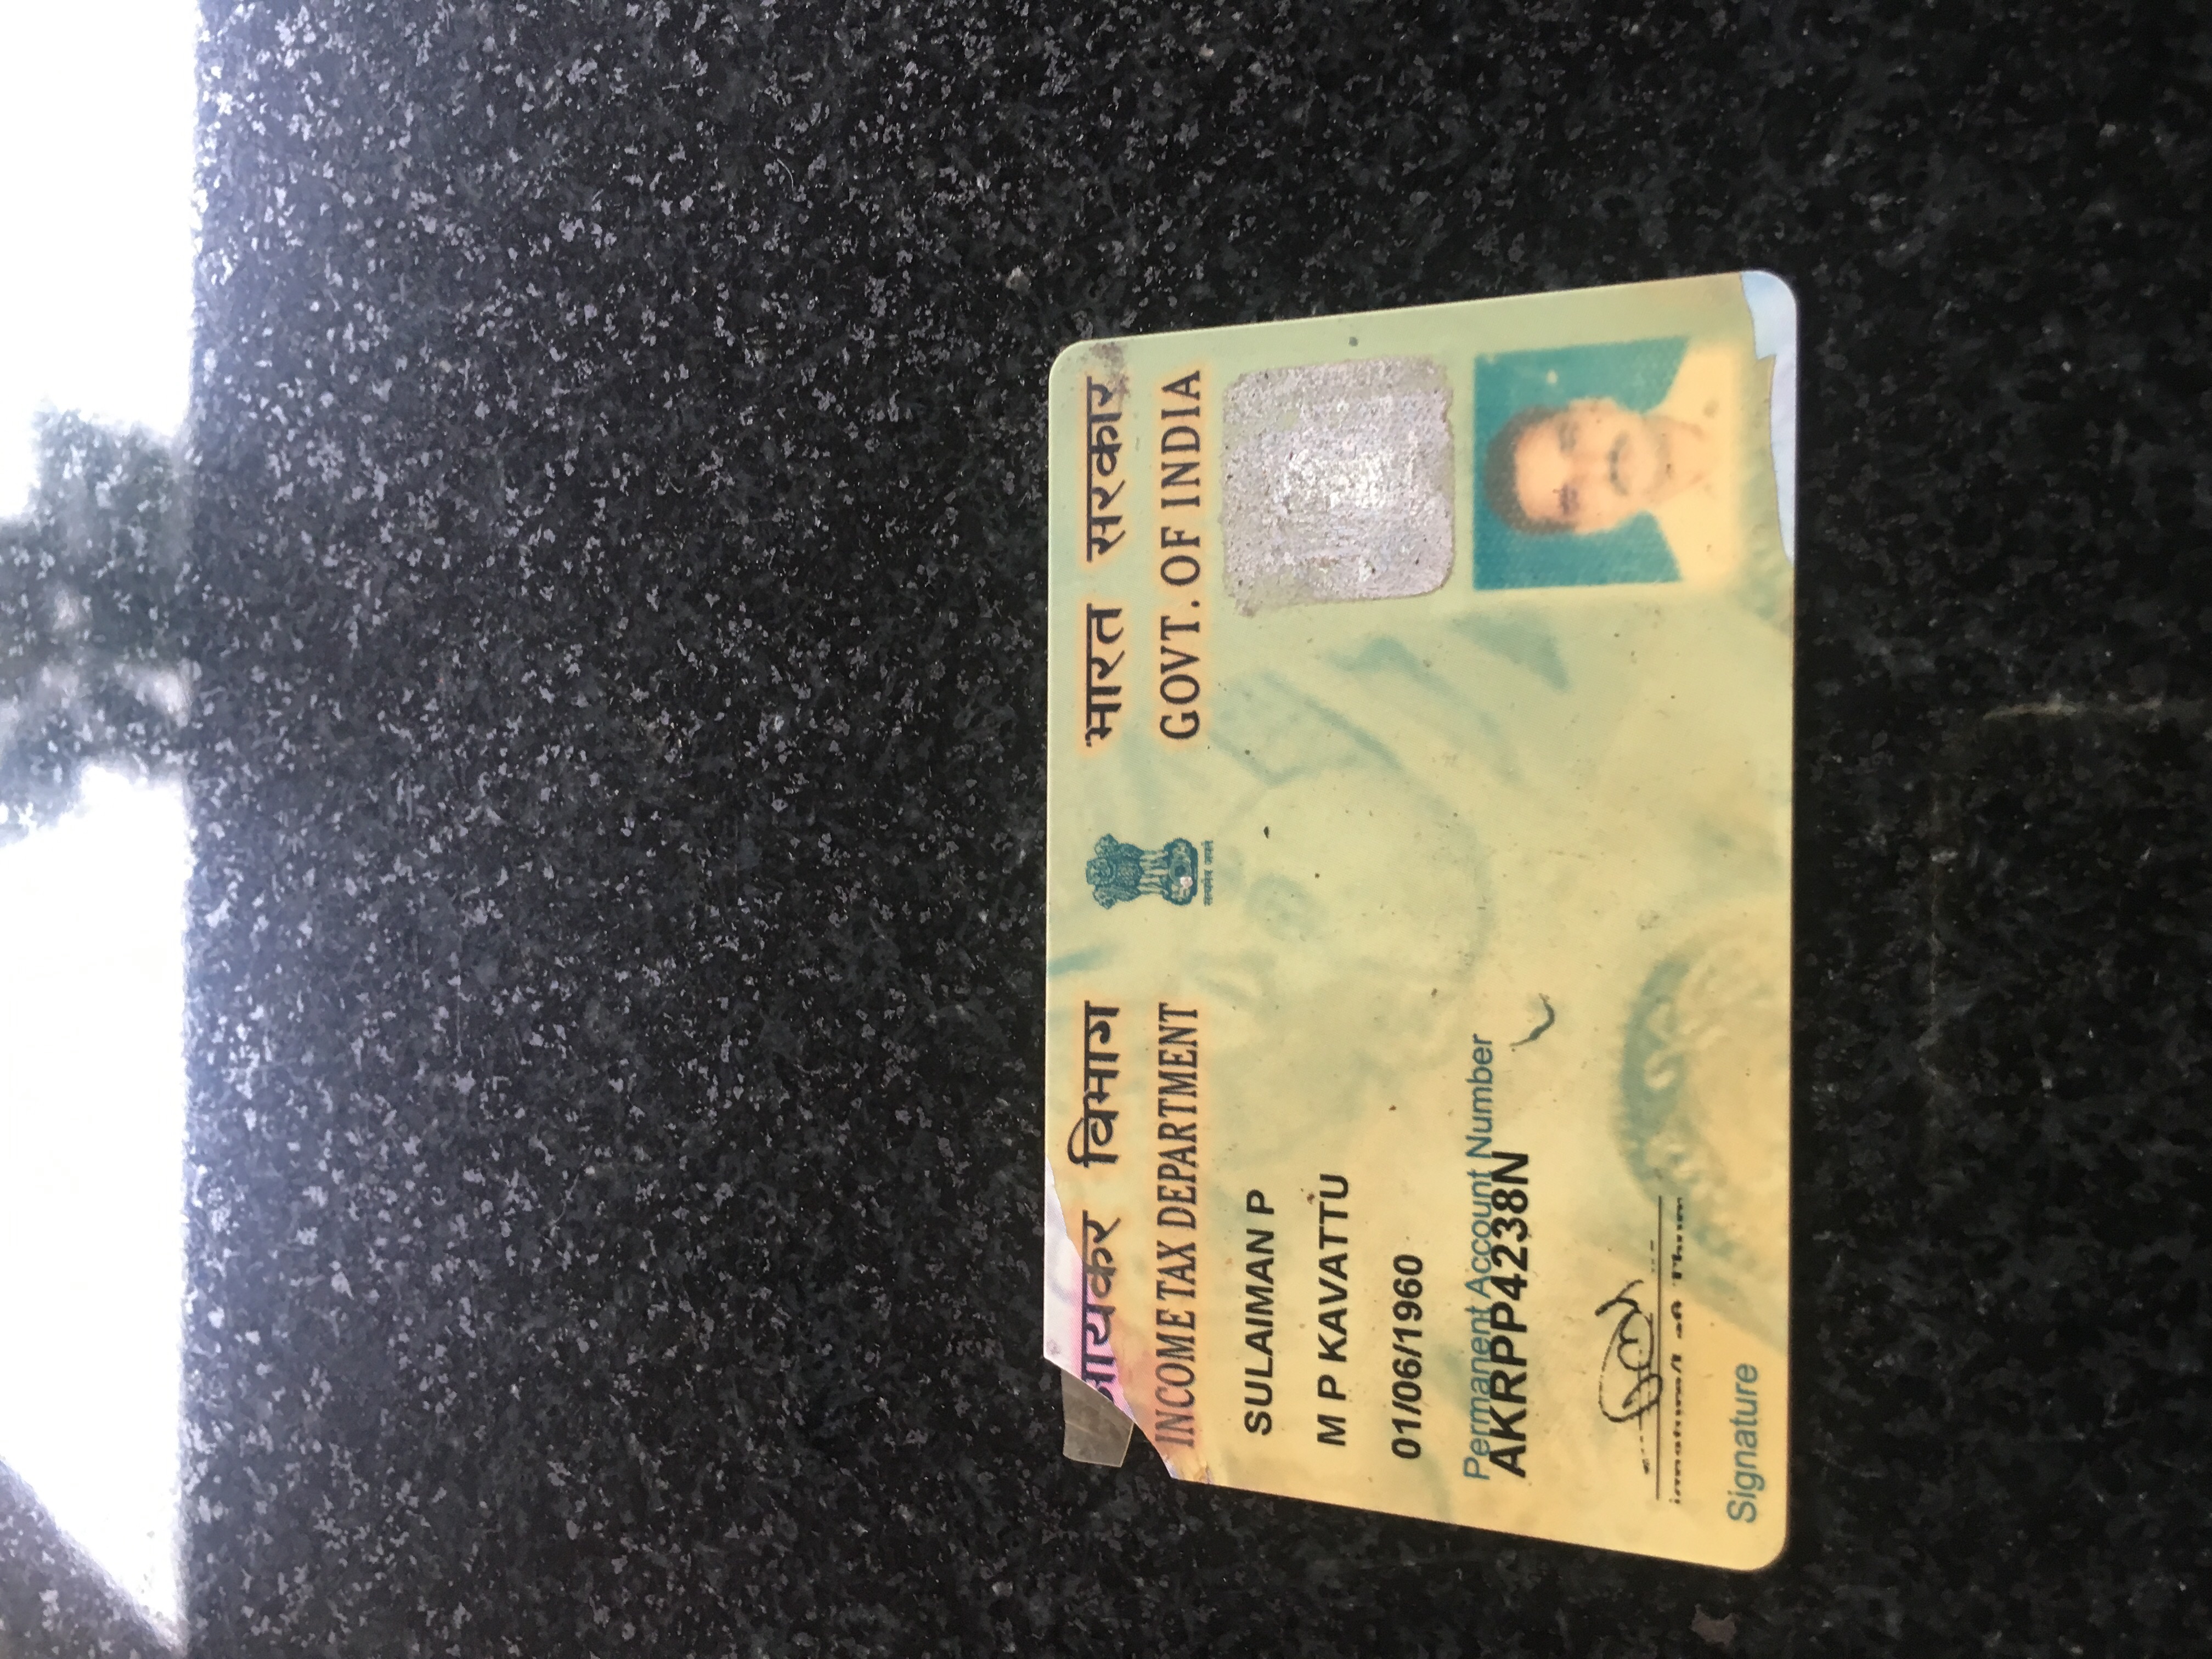 आयकर विभाग
भारत सरकार
INCOME TAX DEPARTMENT
GOVT. OF INDIA
सत्यमेव जयते
SULAIMAN P
M P KAVATTU
01/06/1960
Permanent Account Number
AKRPP4238N
Signature